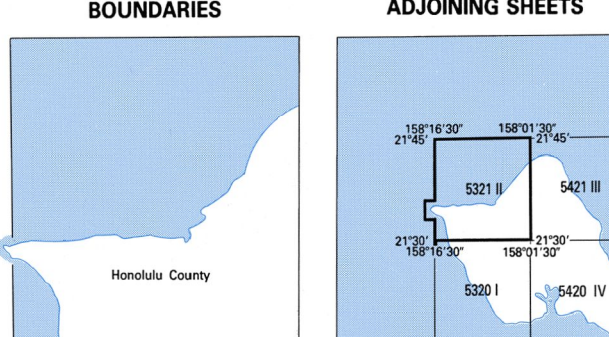 BOUNDARIES
Honolulu County
ADJOINING SHEETS
158°16'30" 158°01'30"
21°45' 21°45'
5321 II 5421 III
21°30' 21°30'
158°16'30" 158°01'30"
5320 I 5420 IV